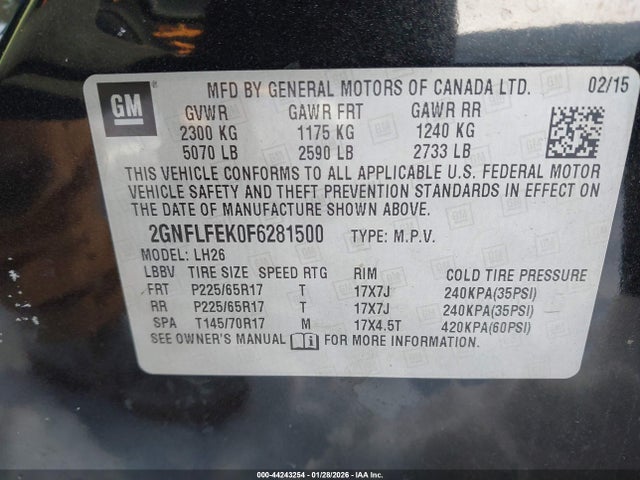 GM
MFD BY GENERAL MOTORS OF CANADA LTD. 02/15
GVWR GAWR FRT GAWR RR
2300 KG 1175 KG 1240 KG
5070 LB 2590 LB 2733 LB
THIS VEHICLE CONFORMS TO ALL APPLICABLE U.S. FEDERAL MOTOR
VEHICLE SAFETY AND THEFT PREVENTION STANDARDS IN EFFECT ON
THE DATE OF MANUFACTURE SHOWN ABOVE.
2GNFLFEK0F6281500 TYPE: M.P.V.
MODEL: LH26
LBBV TIRE SIZE SPEED RTG RIM COLD TIRE PRESSURE
FRT P225/65R17 T 17X7J 240KPA(35PSI)
RR P225/65R17 T 17X7J 240KPA(35PSI)
SPA T145/70R17 M 17X4.5T 420KPA(60PSI)
SEE OWNER'S MANUAL FOR MORE INFORMATION.
000-44243254 | 01/28/2026 - IAA Inc.